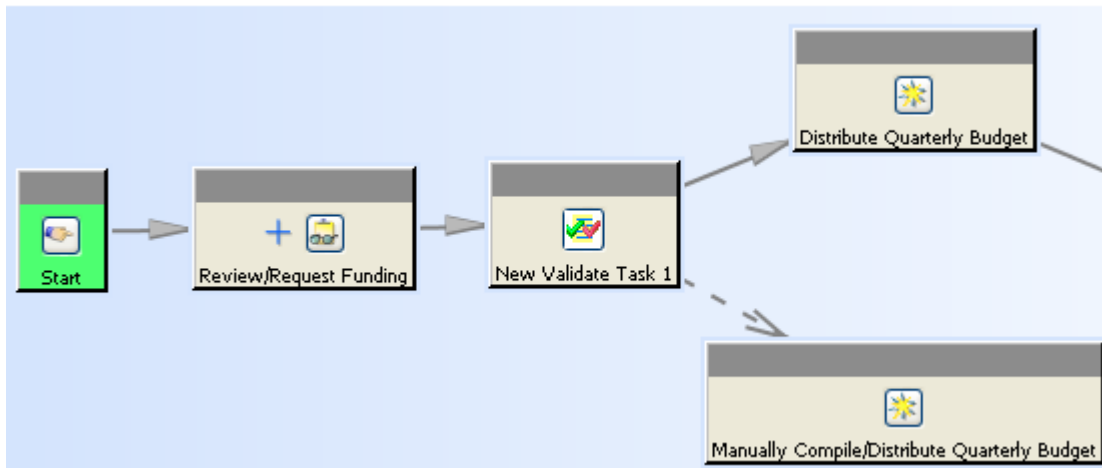 Distribute Quarterly Budget
Start
Review/Request Funding
New Validate Task 1
Manually Compile/Distribute Quarterly Budget